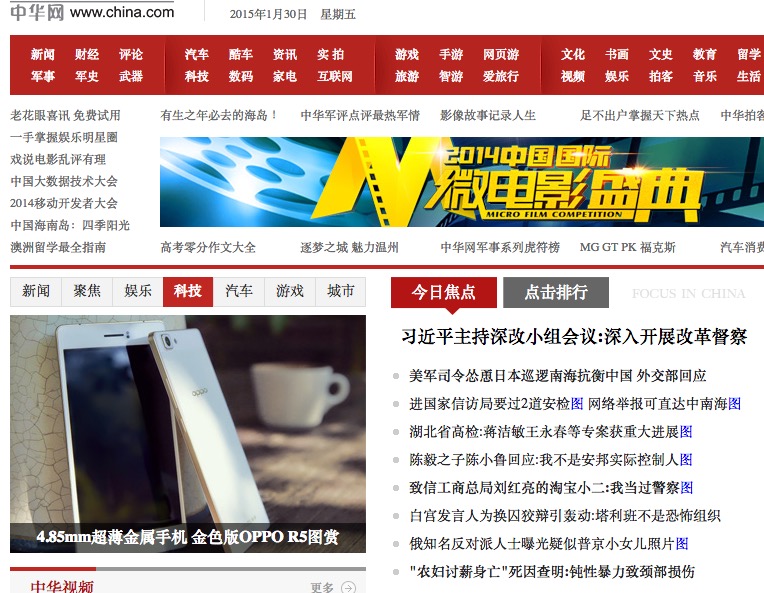 中华网 www.china.com 2015年1月30日 星期五
新闻 财经 评论 汽车 酷车 资讯 实拍 游戏 手游 网页游 文化 书画 文史 教育 留学
军事 军史 武器 科技 数码 家电 互联网 旅游 智游 爱旅行 视频 娱乐 拍客 音乐 生活
老花眼喜讯 免费试用 有生之年必去的海岛！ 中华军评点评最热军情 影像故事记录人生 足不出户掌握天下热点 中华拍客
一手掌握娱乐明星圈
戏说电影乱评有理
中国大数据技术大会
2014移动开发者大会
中国海南岛：四季阳光
澳洲留学最全指南
2014中国国际
微电影盛典
MICRO FILM COMPETITION
高考零分作文大全 逐梦之城 魅力温州 中华网军事系列虎符榜 MG GT PK 福克斯 汽车消费
新闻 聚焦 娱乐 科技 汽车 游戏 城市
oppo
4.85mm超薄金属手机 金色版OPPO R5图赏
中华视频 更多
今日焦点 点击排行 FOCUS IN CHINA
习近平主持深改小组会议:深入开展改革督察
美军司令怂恿日本巡逻南海抗衡中国 外交部回应
进国家信访局要过2道安检图 网络举报可直达中南海图
湖北省高检:蒋洁敏王永春等专案获重大进展图
陈毅之子陈小鲁回应:我不是安邦实际控制人图
致信工商总局刘红亮的淘宝小二:我当过警察图
白宫发言人为换囚狡辩引轰动:塔利班不是恐怖组织
俄知名反对派人士曝光疑似普京小女儿照片图
"农妇讨薪身亡"死因查明:钝性暴力致颈部损伤